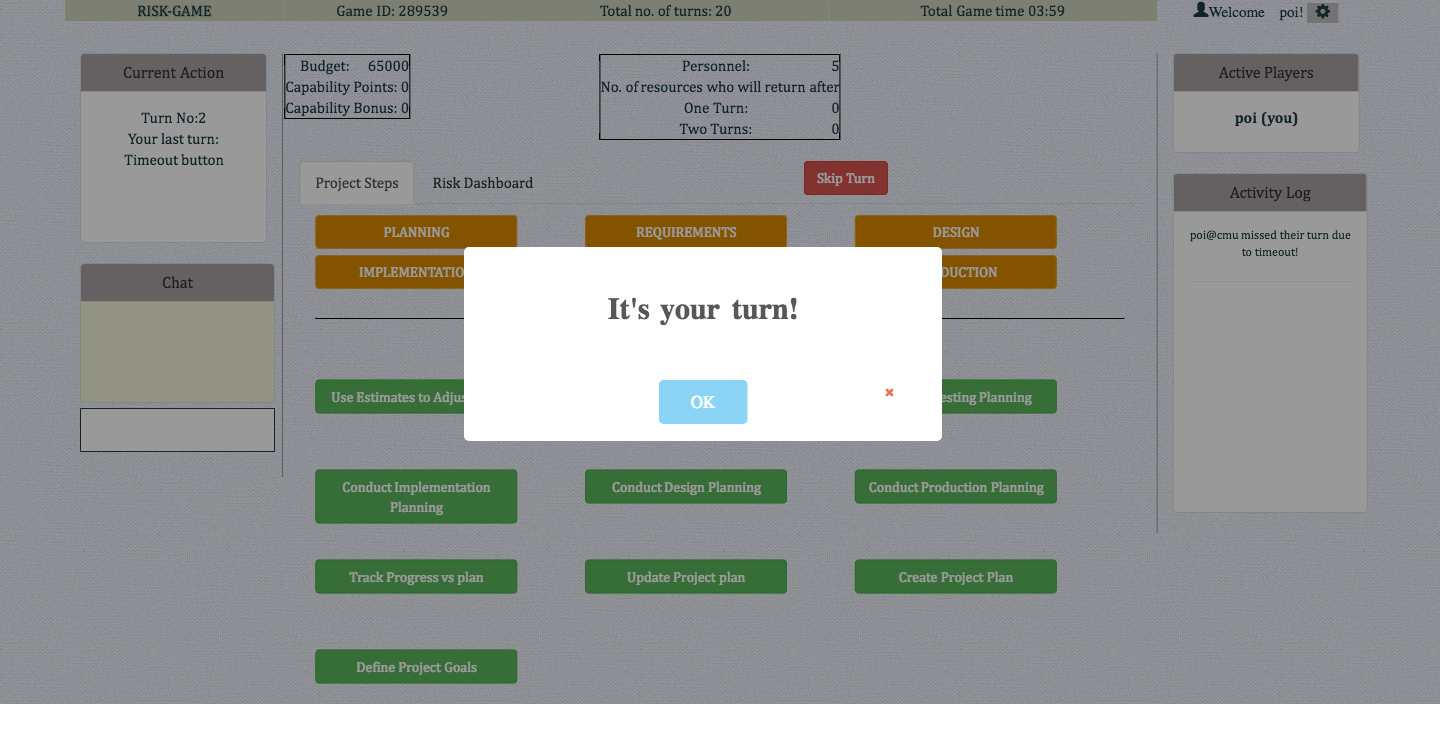 RISK-GAME
Game ID: 289539
Total no. of turns: 20
Total Game time 03:59
Welcome poi!
Current Action
Turn No:2
Your last turn:
Timeout button
Chat
Budget: 65000
Capability Points: 0
Capability Bonus: 0
Personnel: 5
No. of resources who will return after
One Turn: 0
Two Turns: 0
Project Steps
Risk Dashboard
Skip Turn
PLANNING
REQUIREMENTS
DESIGN
IMPLEMENTATIO
DUCTION
It's your turn!
OK
Use Estimates to Adjus
esting Planning
Conduct Implementation
Planning
Conduct Design Planning
Conduct Production Planning
Track Progress vs plan
Update Project plan
Create Project Plan
Define Project Goals
Active Players
poi (you)
Activity Log
poi@cmu missed their turn due
to timeout!